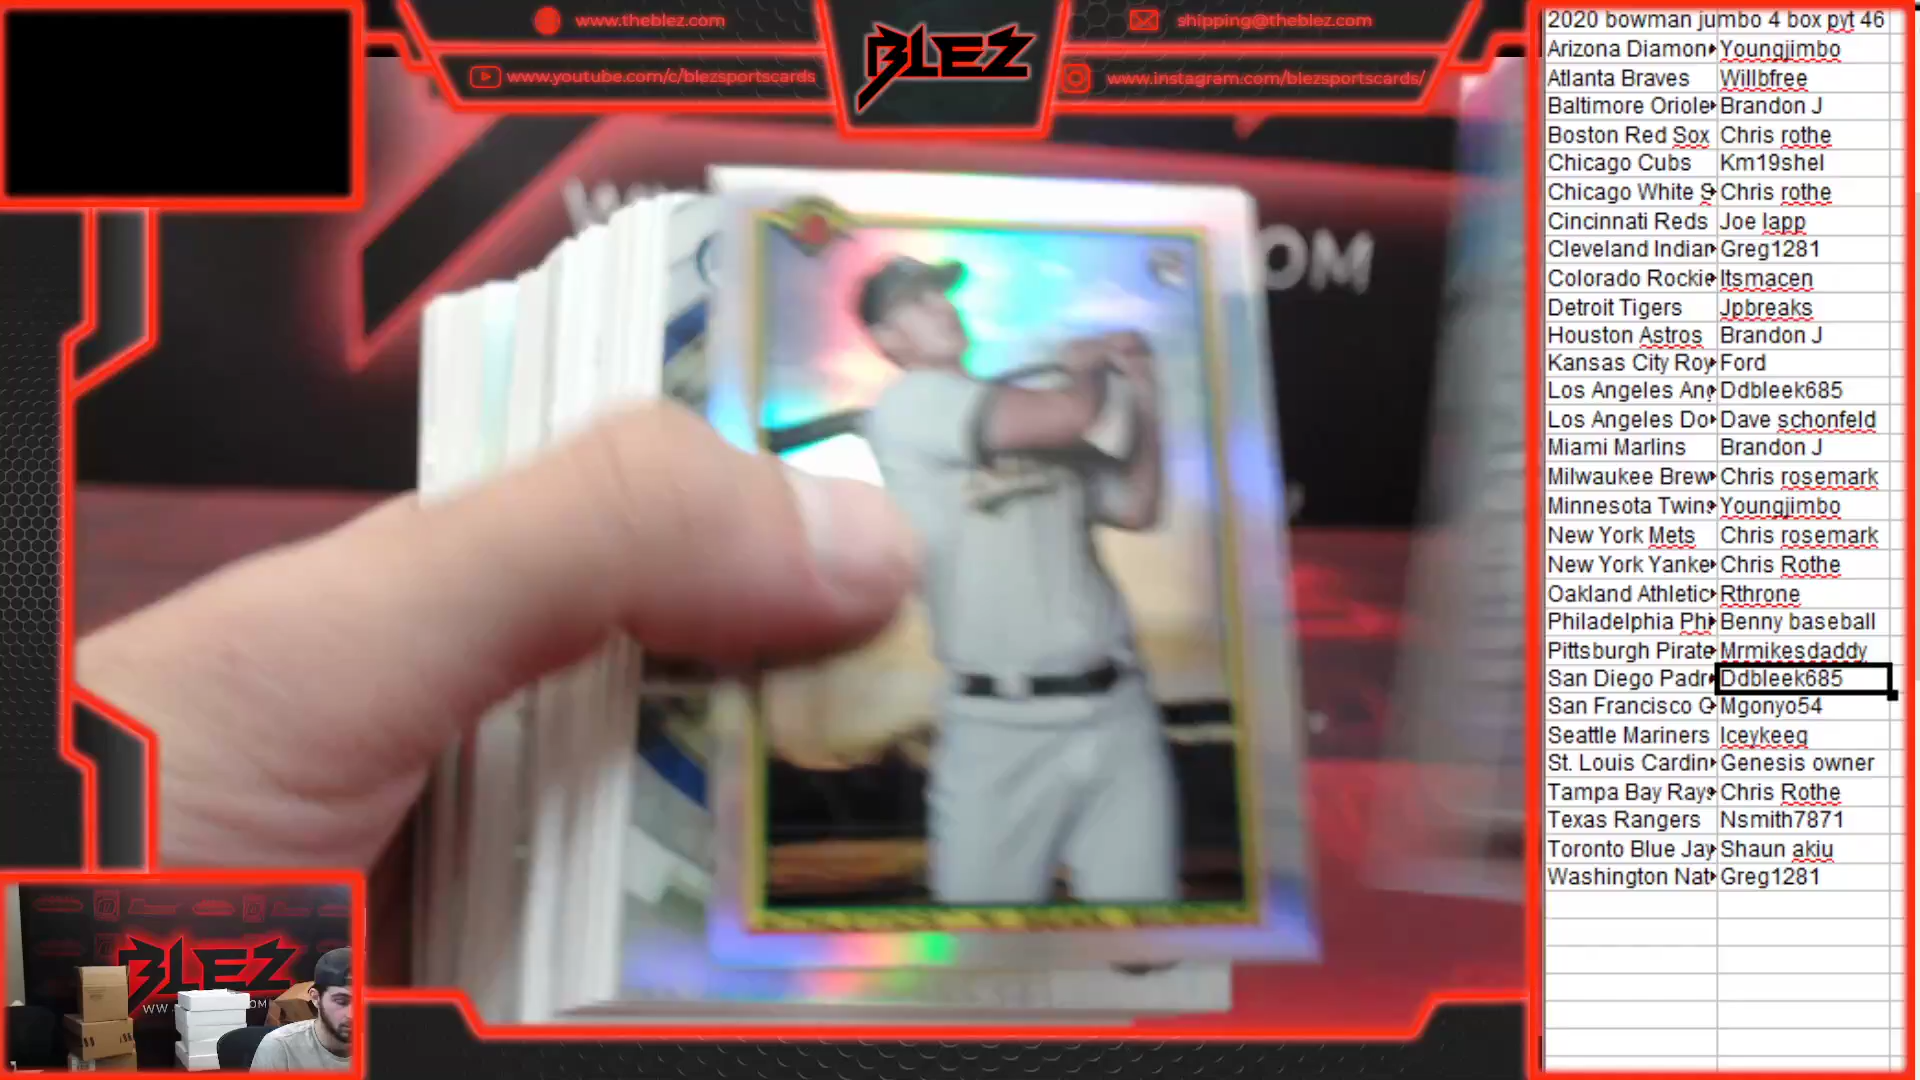 www.theblez.com
shipping@theblez.com
BLEZ
www.youtube.com/c/blezsportscards
www.instagram.com/blezsportscards/
OM
2020 bowman jumbo 4 box pyt 46
Arizona Diamon Youngjimbo
Atlanta Braves Willbfree
Baltimore Oriole Brandon J
Boston Red Sox Chris rothe
Chicago Cubs Km19shel
Chicago White S Chris rothe
Cincinnati Reds Joe lapp
Cleveland Indian Greg1281
Colorado Rockie Itsmacen
Detroit Tigers Jpbreaks
Houston Astros Brandon J
Kansas City Roy Ford
Los Angeles Ang Ddbleek685
Los Angeles Do Dave schonfeld
Miami Marlins Brandon J
Milwaukee Brew Chris rosemark
Minnesota Twins Youngjimbo
New York Mets Chris rosemark
New York Yanke Chris Rothe
Oakland Athletic Rthrone
Philadelphia Phi Benny baseball
Pittsburgh Pirate Mrmikesdaddy
San Diego Padr Ddbleek685
San Francisco G Mgonyo54
Seattle Mariners Iceykeeg
St. Louis Cardin Genesis owner
Tampa Bay Rays Chris Rothe
Texas Rangers Nsmith7871
Toronto Blue Jay Shaun akiu
Washington Nat Greg1281
BLEZ